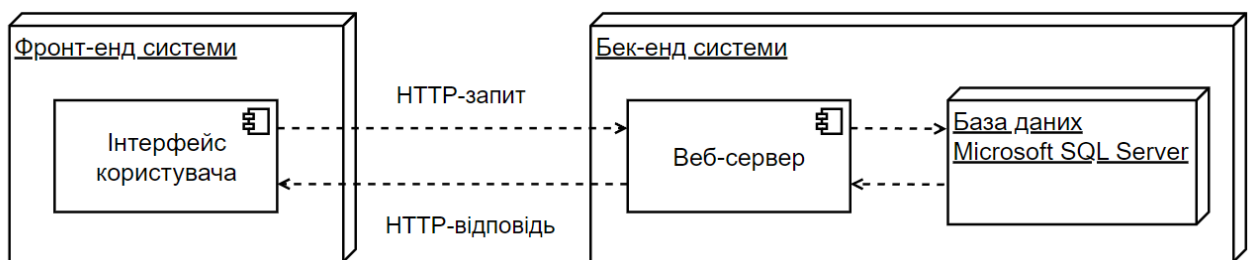 Фронт-енд системи
Інтерфейс
користувача
HTTP-запит
HTTP-відповідь
Бек-енд системи
Веб-сервер
База даних
Microsoft SQL Server